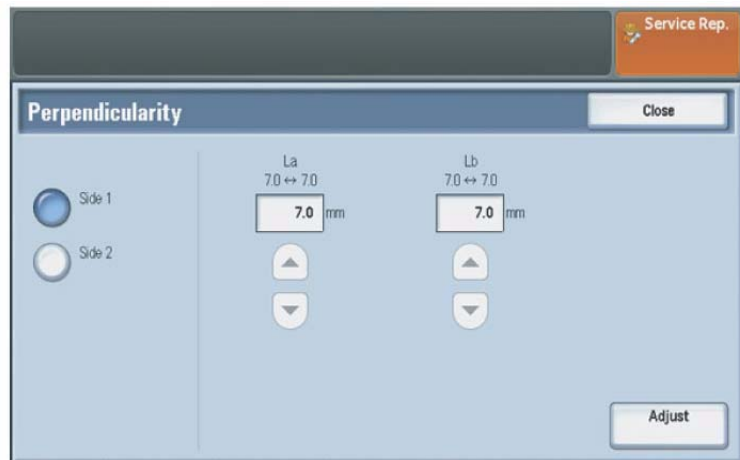 Service Rep.
Perpendicularity
Close
Side 1
Side 2
La
7.0 ↔ 7.0
7.0 mm
Lb
7.0 ↔ 7.0
7.0 mm
Adjust